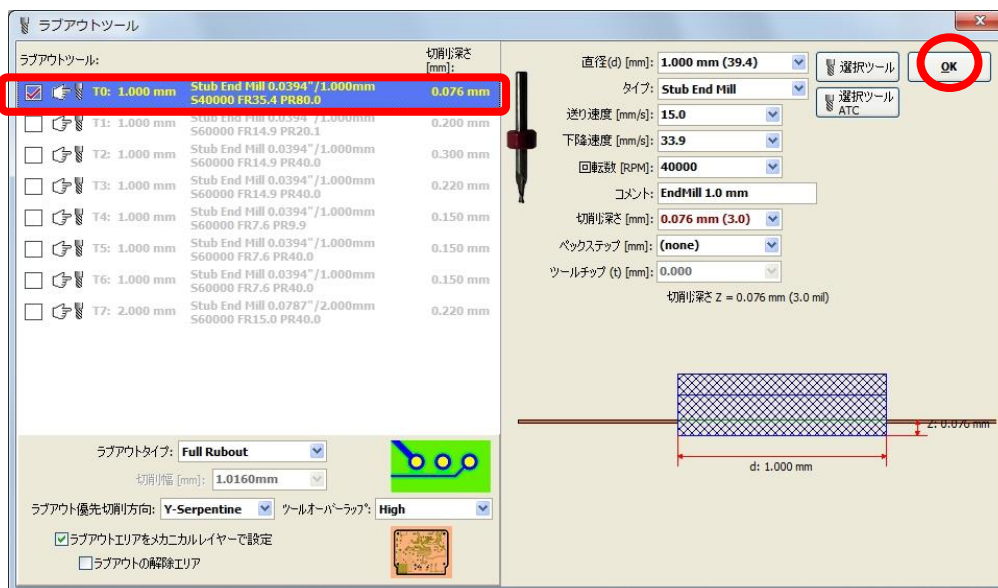 ラブアウトツール
ラブアウトツール:
切削深さ
[mm]:
T0: 1.000 mm Stub End Mill 0.0394"/1.000mm 0.076 mm
S40000 FR35.4 PR80.0
T1: 1.000 mm Stub End Mill 0.0394"/1.000mm 0.200 mm
S60000 FR14.9 PR20.1
T2: 1.000 mm Stub End Mill 0.0394"/1.000mm 0.300 mm
S60000 FR14.9 PR40.0
T3: 1.000 mm Stub End Mill 0.0394"/1.000mm 0.220 mm
S60000 FR14.9 PR40.0
T4: 1.000 mm Stub End Mill 0.0394"/1.000mm 0.150 mm
S60000 FR7.6 PR9.9
T5: 1.000 mm Stub End Mill 0.0394"/1.000mm 0.150 mm
S60000 FR7.6 PR40.0
T6: 1.000 mm Stub End Mill 0.0394"/1.000mm 0.150 mm
S60000 FR7.6 PR40.0
T7: 2.000 mm Stub End Mill 0.0787"/2.000mm 0.220 mm
S60000 FR15.0 PR40.0
ラブアウトタイプ: Full Rubout
切削幅 [mm]: 1.0160mm
ラブアウト優先切削方向: Y-Serpentine ツールオーバーラップ: High
ラブアウトエリアをメカニカルレイヤーで設定
ラブアウトの解除エリア
直径(d) [mm]: 1.000 mm (39.4)
タイプ: Stub End Mill
送り速度 [mm/s]: 15.0
下降速度 [mm/s]: 33.9
回転数 [RPM]: 40000
コメント: EndMill 1.0 mm
切削深さ [mm]: 0.076 mm (3.0)
ペックステップ [mm]: (none)
ツールチップ (t) [mm]: 0.000
切削深さ Z = 0.076 mm (3.0 mil)
選択ツール
選択ツール
ATC
OK
Z: 0.076 mm
d: 1.000 mm